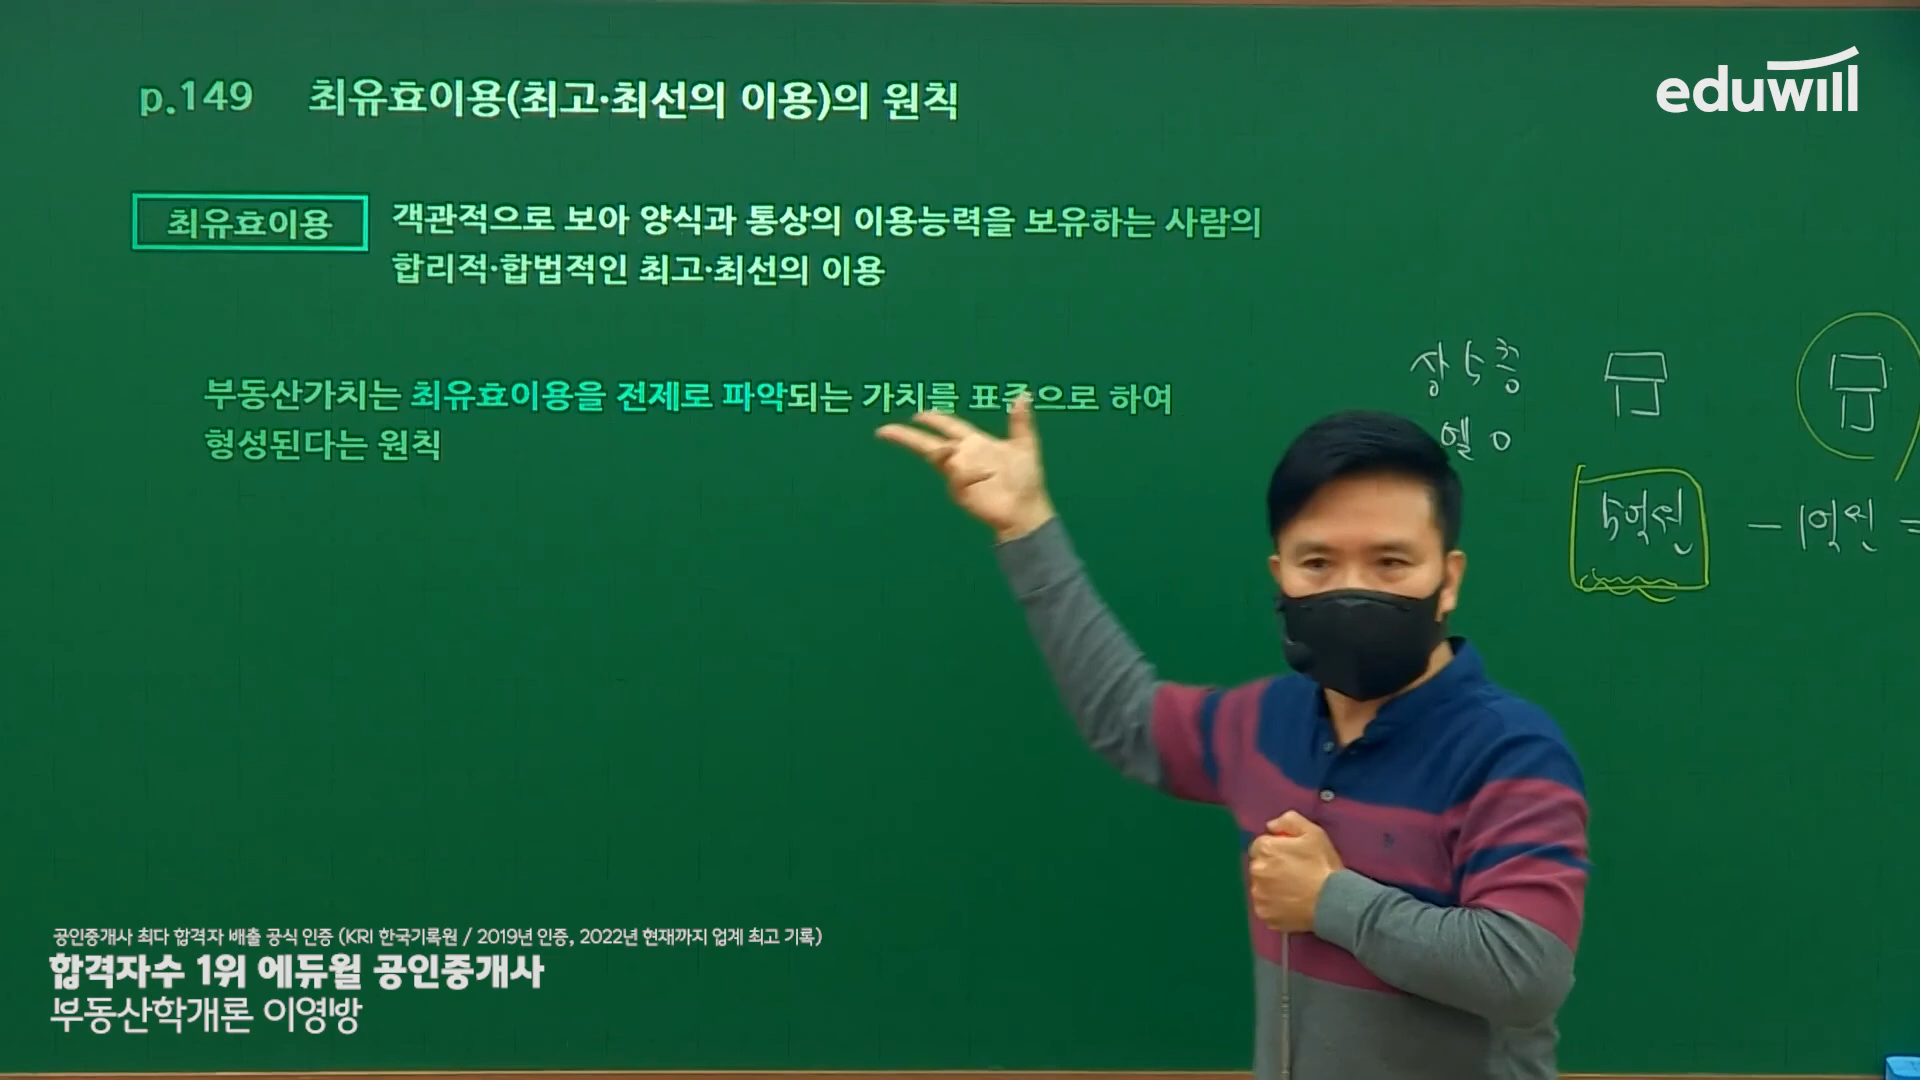 p.149 최유효이용(최고·최선의 이용)의 원칙
eduwill
최유효이용
객관적으로 보아 양식과 통상의 이용능력을 보유하는 사람의
합리적·합법적인 최고·최선의 이용
부동산가치는 최유효이용을 전제로 파악되는 가치를 표준으로 하여
형성된다는 원칙
5억원 - 1억원 =
공인중개사 최다 합격자 배출 공식 인증 (KRI 한국기록원 / 2019년 인증, 2022년 현재까지 업계 최고 기록)
합격자수 1위 에듀윌 공인중개사
부동산학개론 이영방